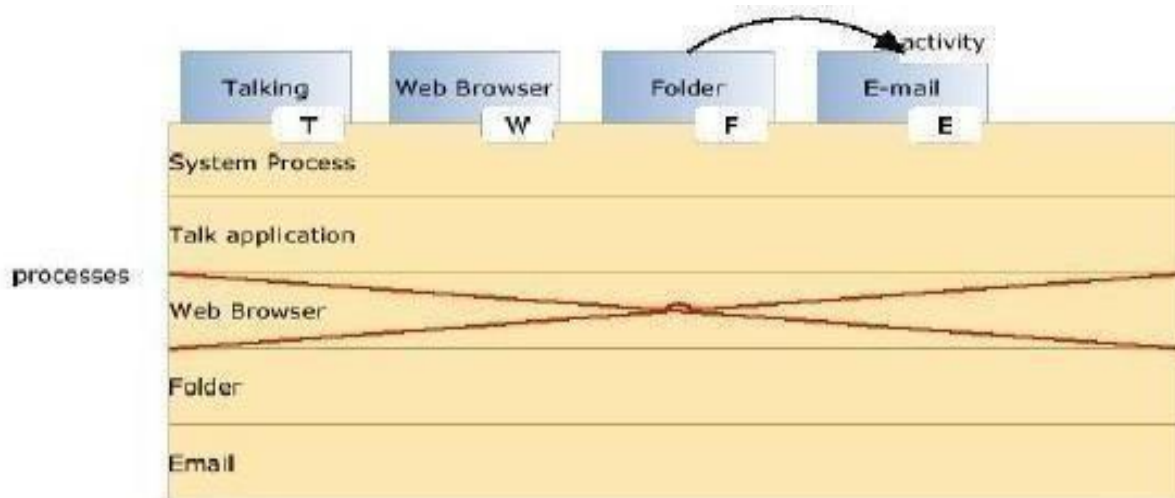 activity
Talking
Web Browser
Folder
E-mail
T
W
F
E
System Process
Talk application
processes
Web Browser
Folder
Email